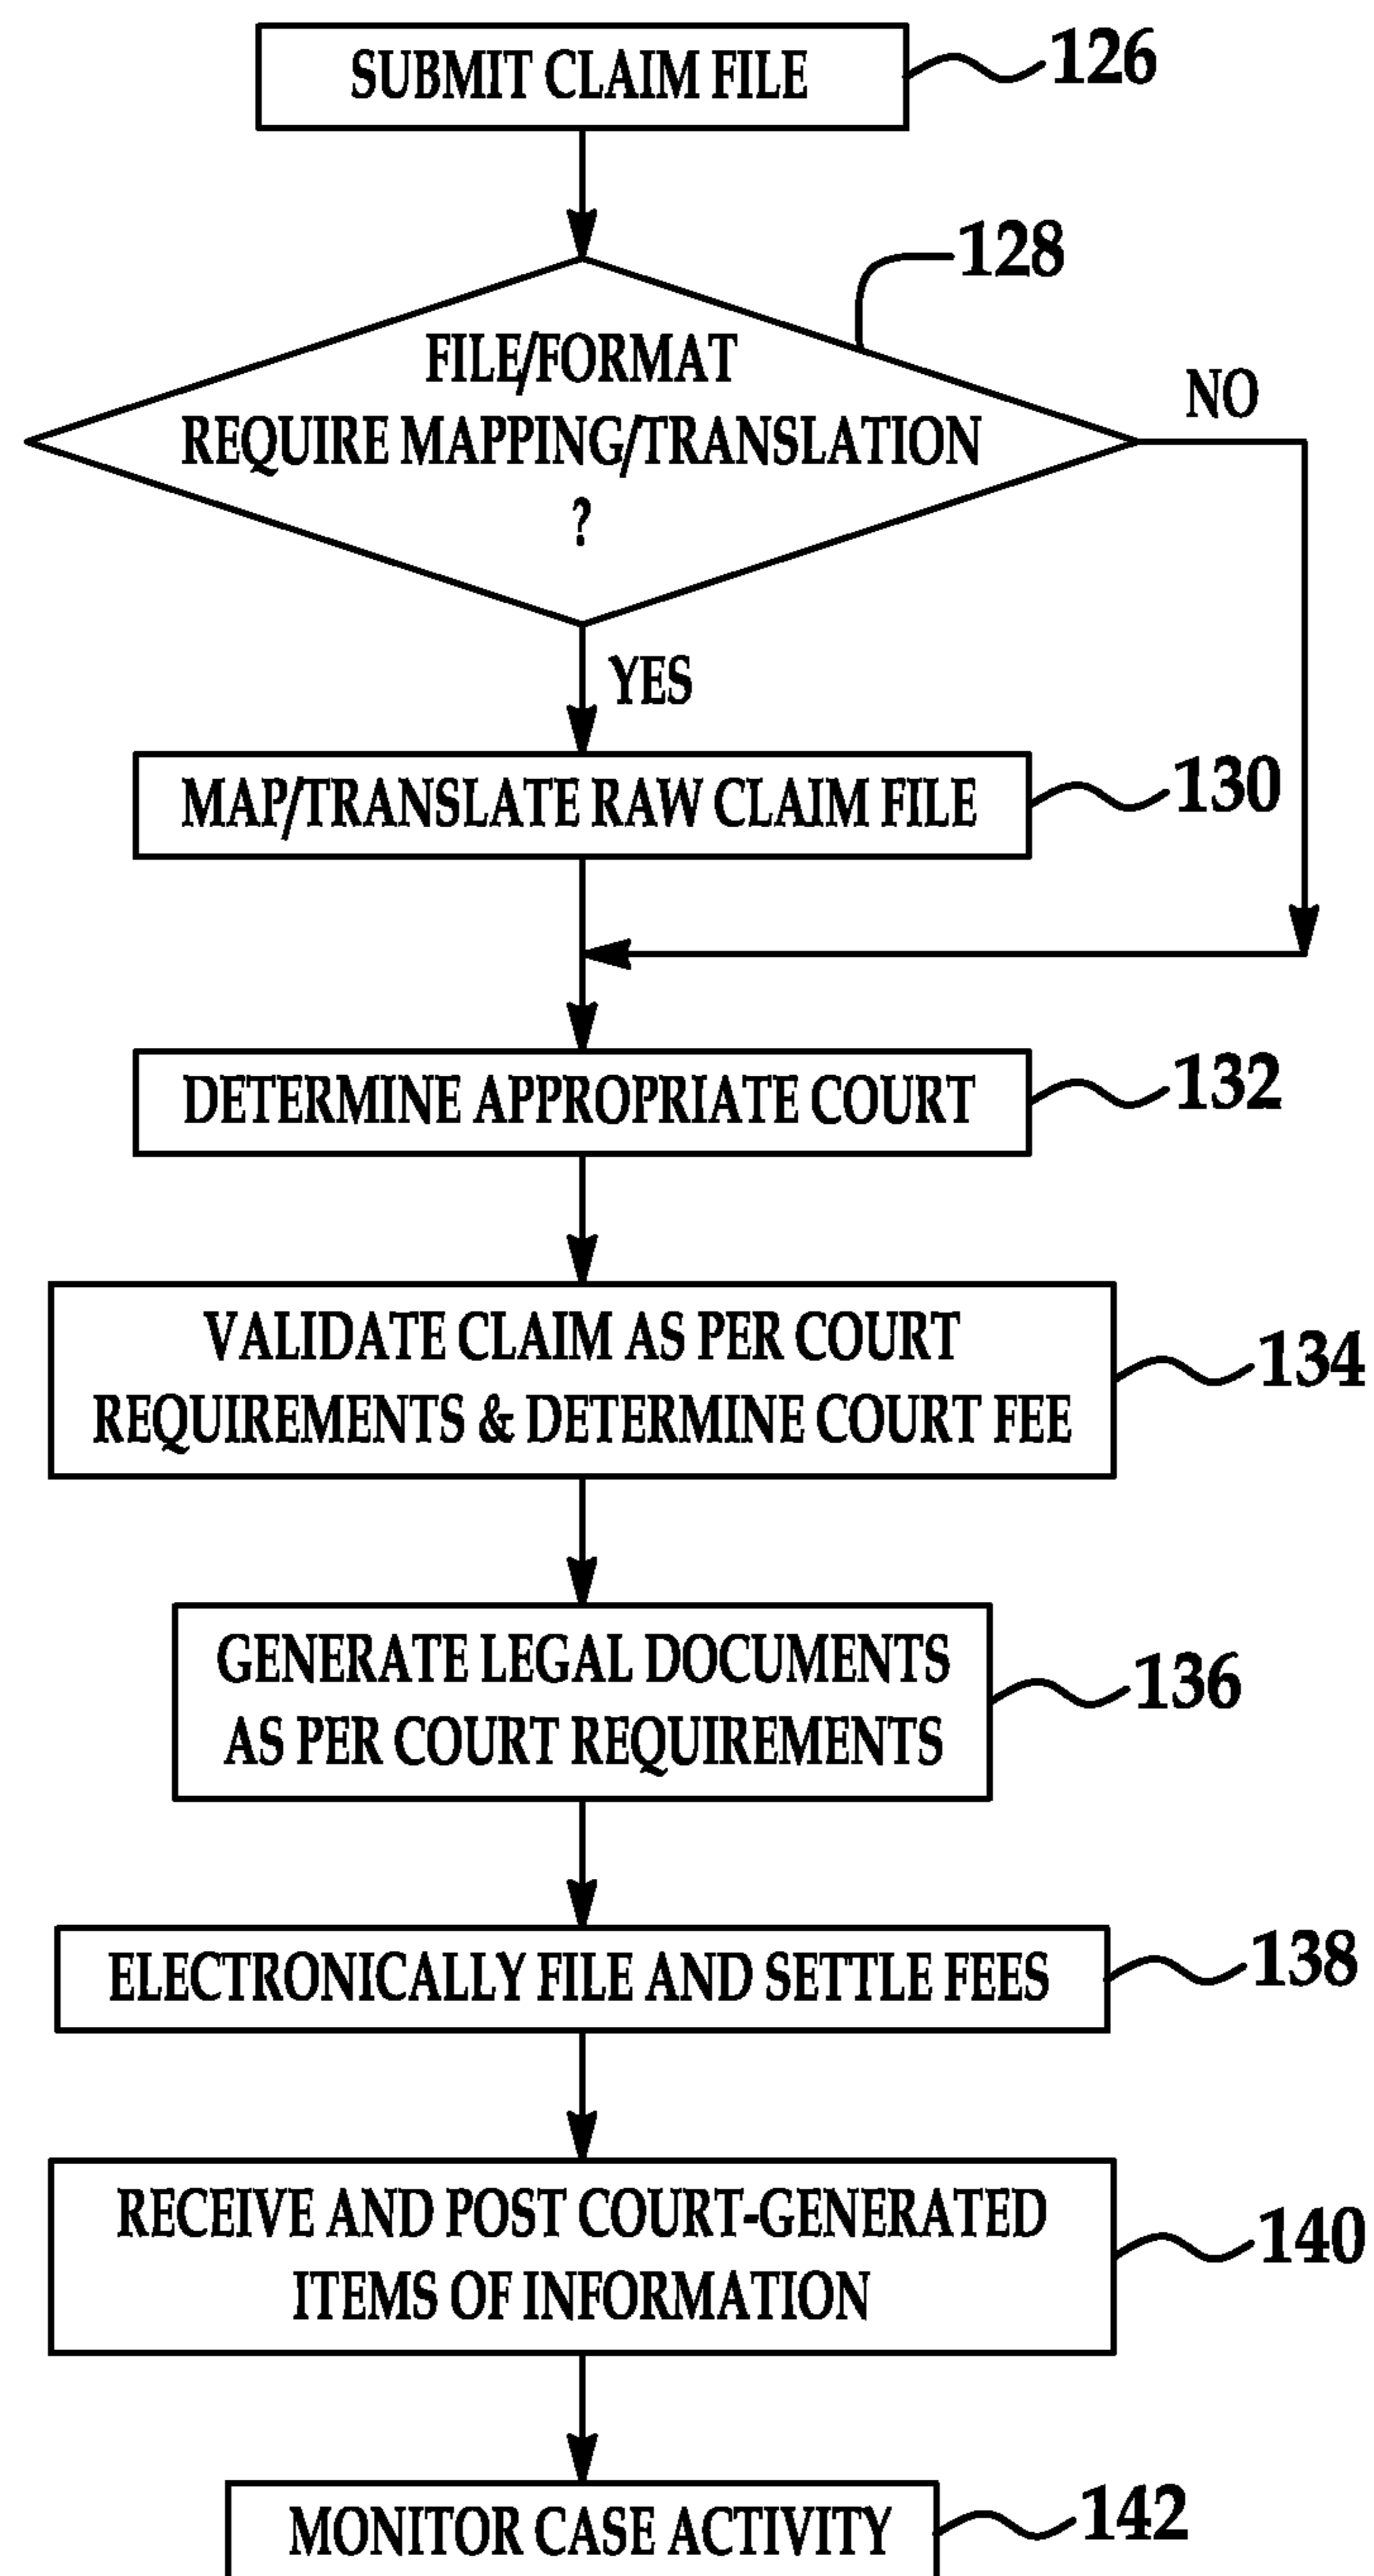 SUBMIT CLAIM FILE
126
128
FILE/FORMAT
REQUIRE MAPPING/TRANSLATION
?
NO
YES
MAP/TRANSLATE RAW CLAIM FILE
130
DETERMINE APPROPRIATE COURT
132
VALIDATE CLAIM AS PER COURT
REQUIREMENTS & DETERMINE COURT FEE
134
GENERATE LEGAL DOCUMENTS
AS PER COURT REQUIREMENTS
136
ELECTRONICALLY FILE AND SETTLE FEES
138
RECEIVE AND POST COURT-GENERATED
ITEMS OF INFORMATION
140
MONITOR CASE ACTIVITY
142